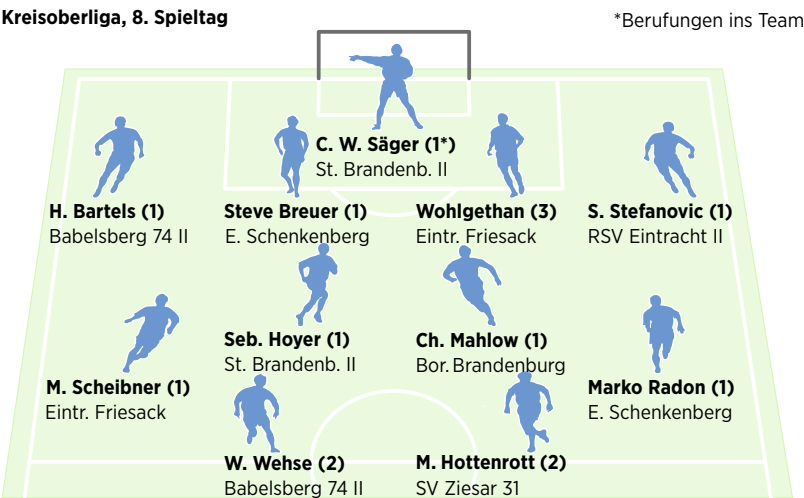 Kreisoberliga, 8. Spieltag
*Berufungen ins Team
C. W. Säger (1*)
St. Brandenb. II
H. Bartels (1)
Babelsberg 74 II
Steve Breuer (1)
E. Schenkenberg
Wohlgethan (3)
Eintr. Friesack
S. Stefanovic (1)
RSV Eintracht II
Seb. Hoyer (1)
St. Brandenb. II
Ch. Mahlow (1)
Bor. Brandenburg
M. Scheibner (1)
Eintr. Friesack
Marko Radon (1)
E. Schenkenberg
W. Wehse (2)
Babelsberg 74 II
M. Hottenrott (2)
SV Ziesar 31